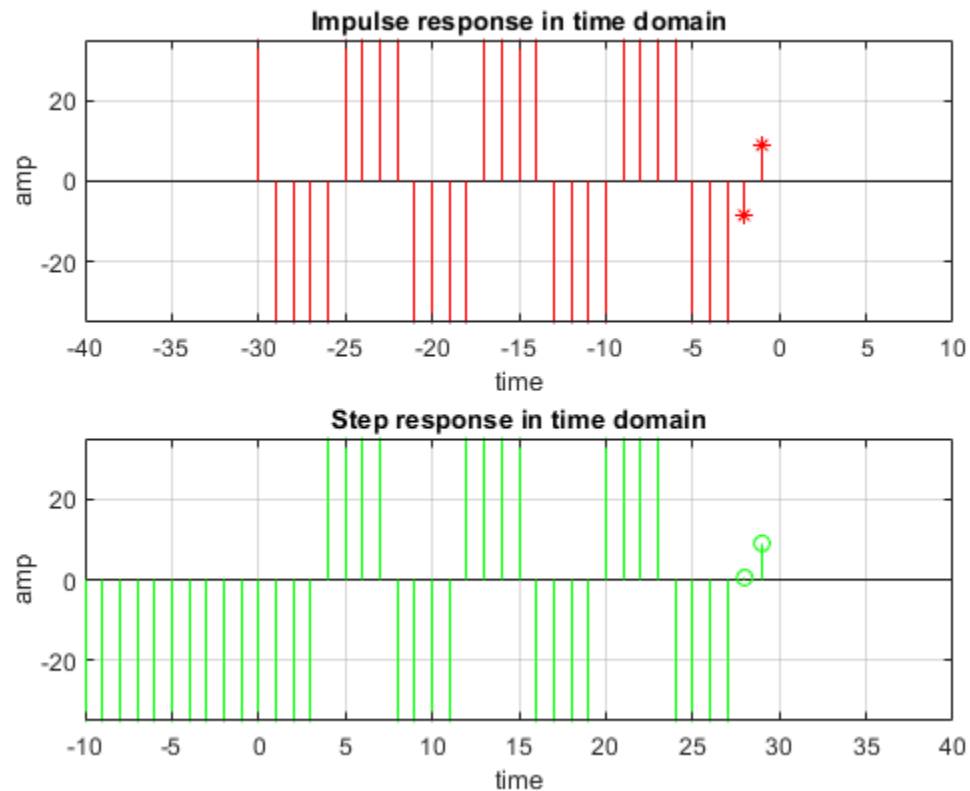 Impulse response in time domain
20
0
-20
amp
-40 -35 -30 -25 -20 -15 -10 -5 0 5 10
time
Step response in time domain
20
0
-20
amp
-10 -5 0 5 10 15 20 25 30 35 40
time